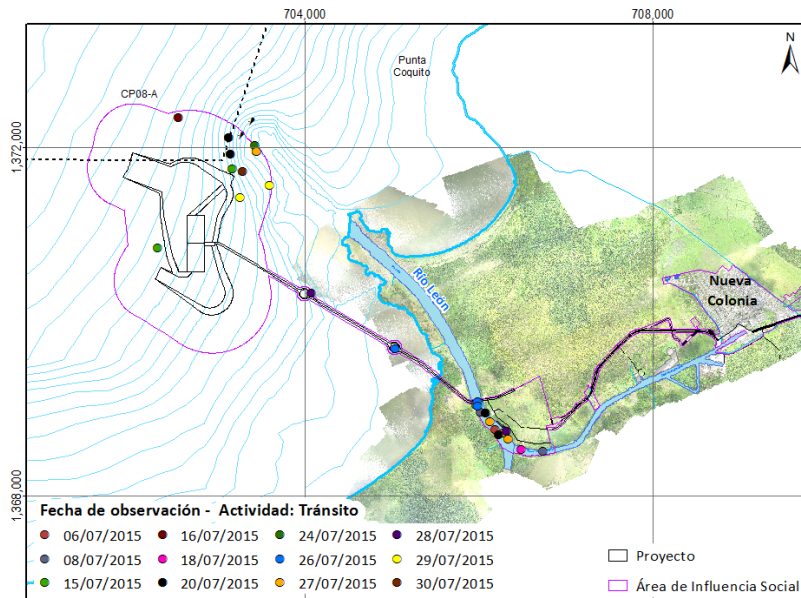 704,000
708,000
N
Punta
Coquito
CP08-A
1,372,000
Río León
Nueva
Colonia
1,368,000
Fecha de observación - Actividad: Tránsito
06/07/2015
16/07/2015
24/07/2015
28/07/2015
08/07/2015
18/07/2015
26/07/2015
29/07/2015
15/07/2015
20/07/2015
27/07/2015
30/07/2015
Proyecto
Área de Influencia Social